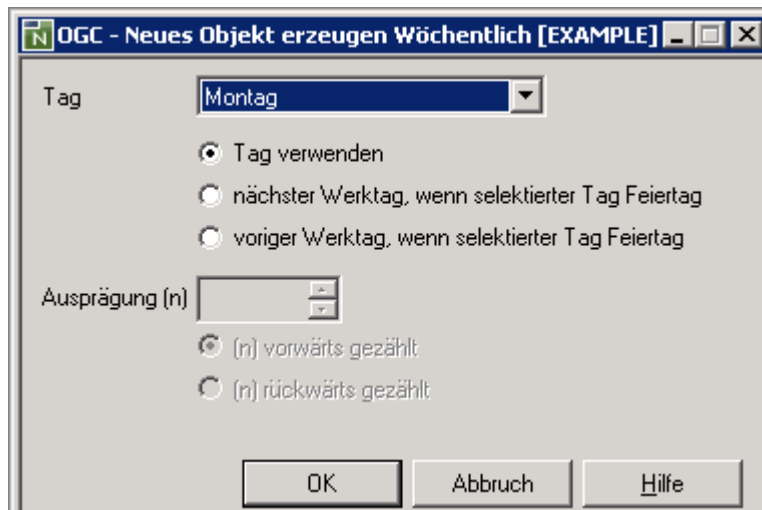 OGC - Neues Objekt erzeugen Wöchentlich [EXAMPLE]
Tag Montag
Tag verwenden
nächster Werktag, wenn selektierter Tag Feiertag
voriger Werktag, wenn selektierter Tag Feiertag
Ausprägung (n)
(n) vorwärts gezählt
(n) rückwärts gezählt
OK Abbruch Hilfe